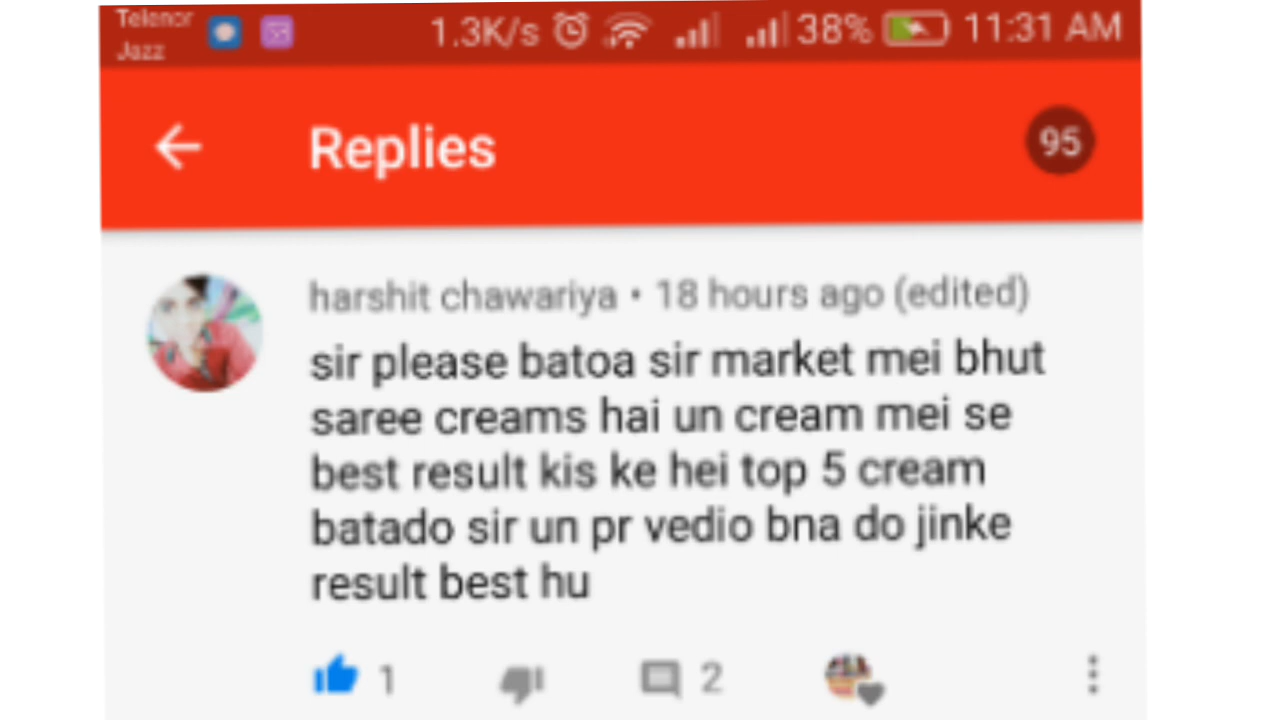 Telenor
Jazz
1.3K/s 38% 11:31 AM
Replies
95
harshit chawariya • 18 hours ago (edited)
sir please batoa sir market mei bhut
saree creams hai un cream mei se
best result kis ke hei top 5 cream
batado sir un pr vedio bna do jinke
result best hu
1 2